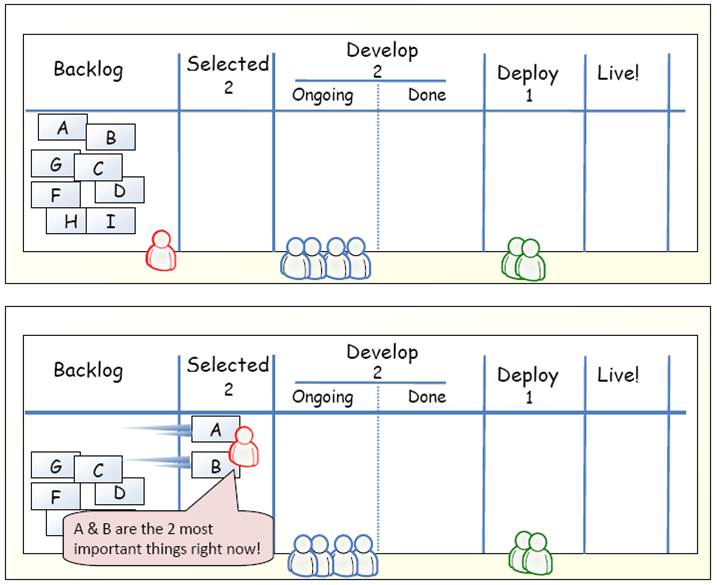 Backlog
Selected
2
Develop
2
Ongoing Done
Deploy
1
Live!
A
B
G
C
F
D
H I
Backlog
Selected
2
Develop
2
Ongoing Done
Deploy
1
Live!
A
B
G
C
F
D
A & B are the 2 most
important things right now!